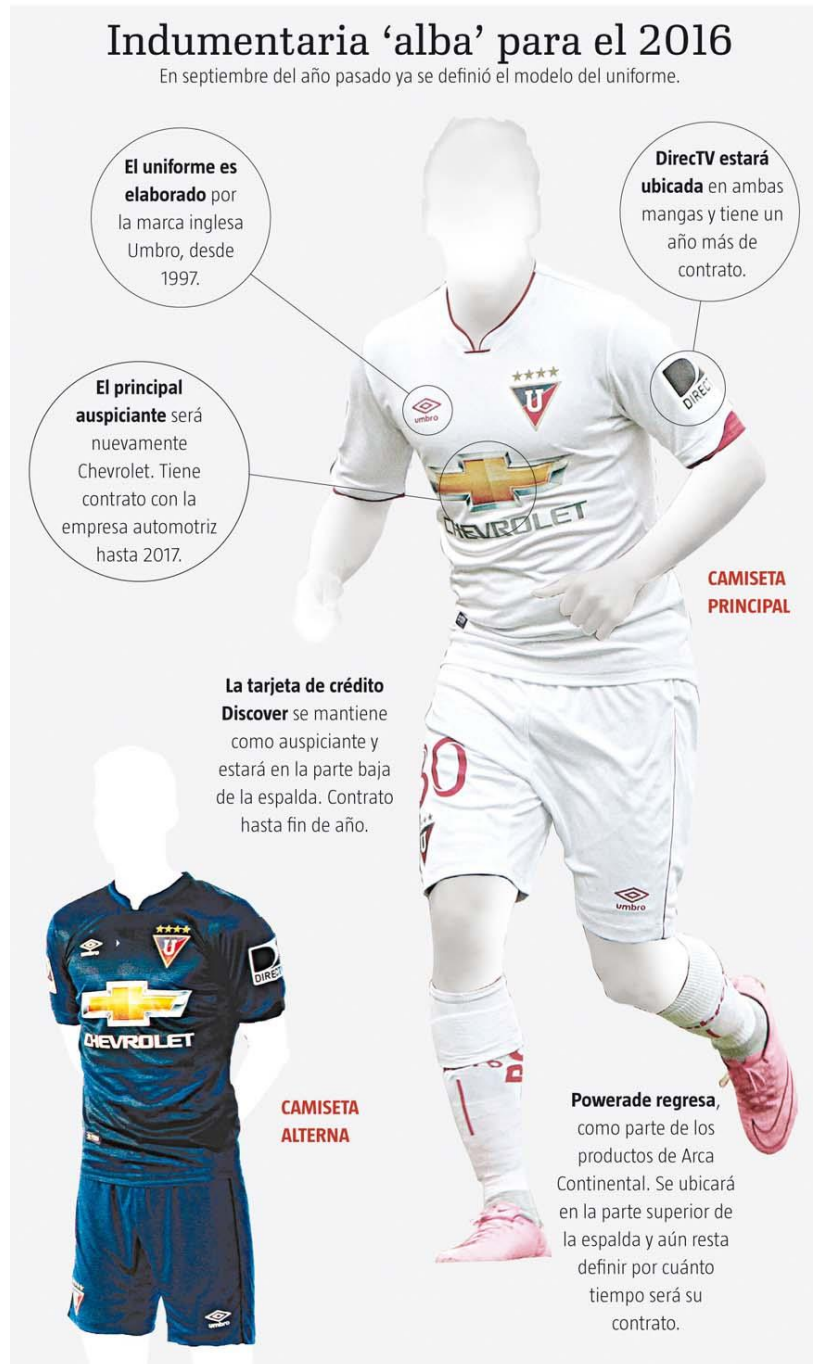 Indumentaria ‘alba’ para el 2016
En septiembre del año pasado ya se definió el modelo del uniforme.
El uniforme es
elaborado por
la marca inglesa
Umbro, desde
1997.
DirecTV estará
ubicada en ambas
mangas y tiene un
año más de
contrato.
El principal
auspiciante será
nuevamente
Chevrolet. Tiene
contrato con la
empresa automotriz
hasta 2017.
umbro
U
DIRECT
CHEVROLET
CAMISETA
PRINCIPAL
La tarjeta de crédito
Discover se mantiene
como auspiciante y
estará en la parte baja
de la espalda. Contrato
hasta fin de año.
30
umbro
umbro
U
DIRECT
CHEVROLET
CAMISETA
ALTERNA
umbro
Powerade regresa,
como parte de los
productos de Arca
Continental. Se ubicará
en la parte superior de
la espalda y aún resta
definir por cuánto
tiempo será su
contrato.